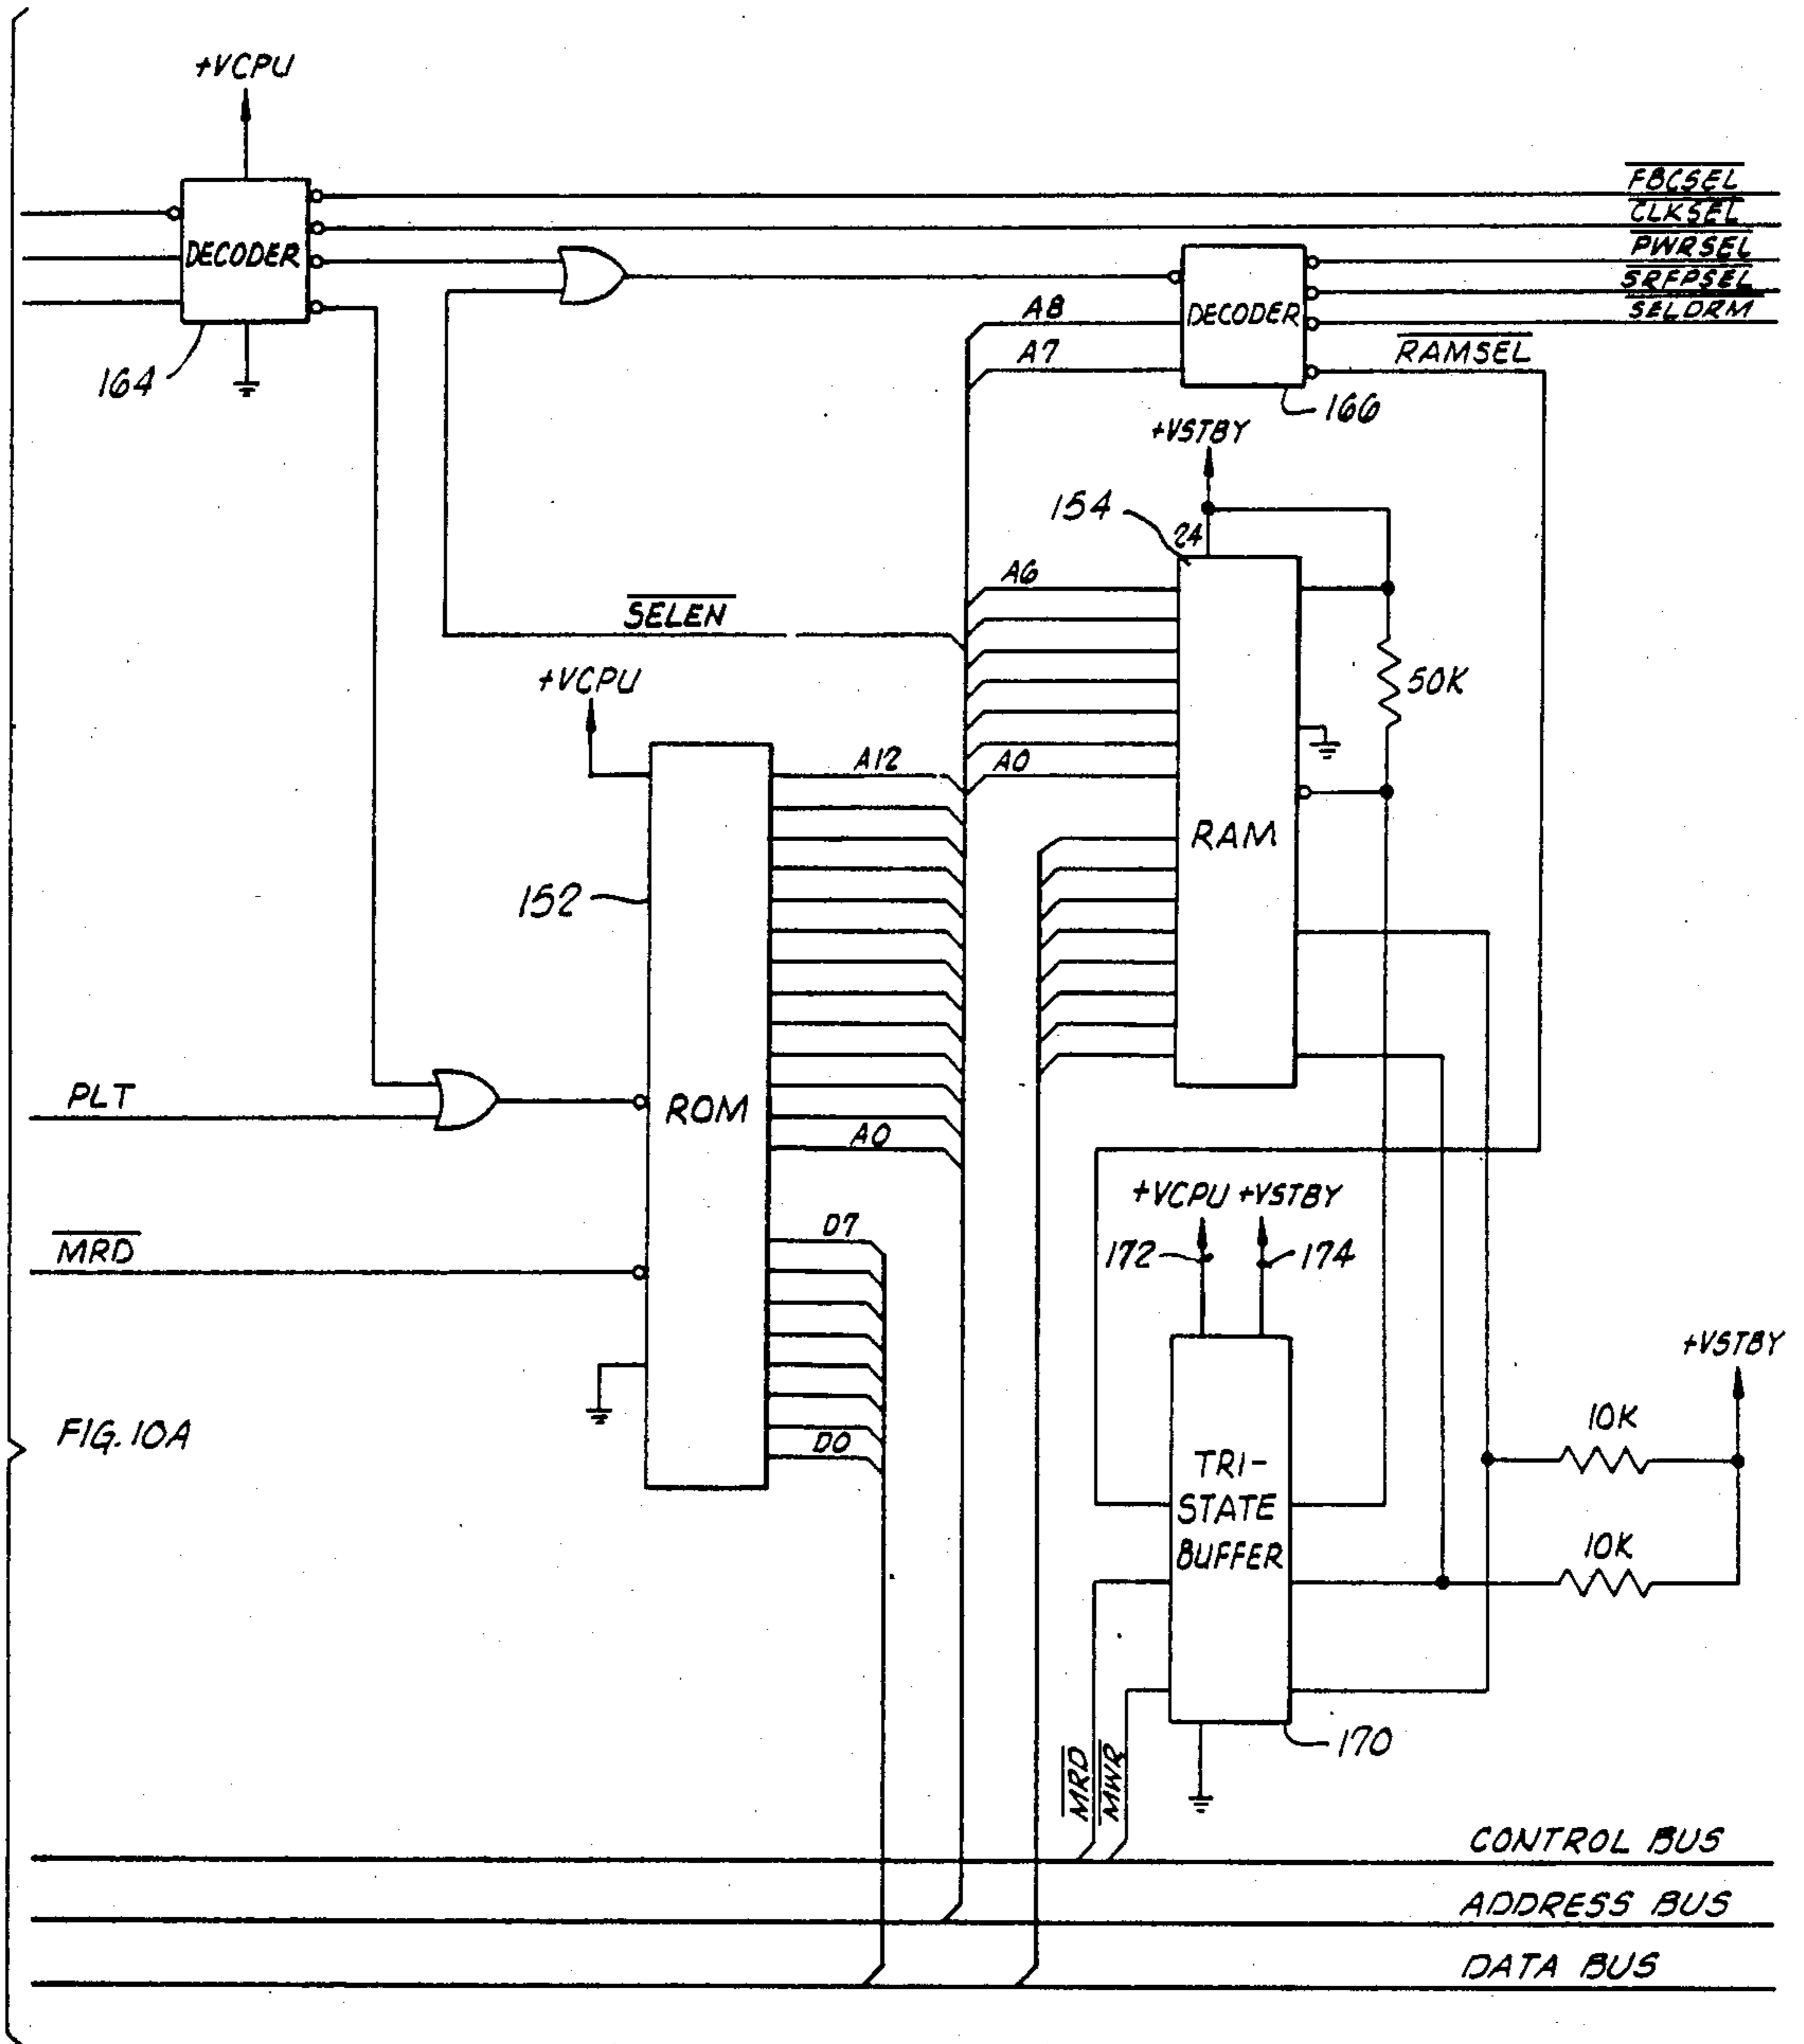 +VCPU
FBCSEL
CLKSEL
PWRSEL
SRFPSEL
SELDRM
DECODER
164
A8
A7
DECODER
RAMSEL
166
+VSTBY
154
24
A6
SELEN
50K
+VCPU
A12
A0
RAM
152
PLT
ROM
A0
+VCPU +VSTBY
D7
MRD
172
174
+VSTBY
FIG. 10A
10K
D0
TRI-
STATE
BUFFER
10K
170
MRD
MWR
CONTROL BUS
ADDRESS BUS
DATA BUS